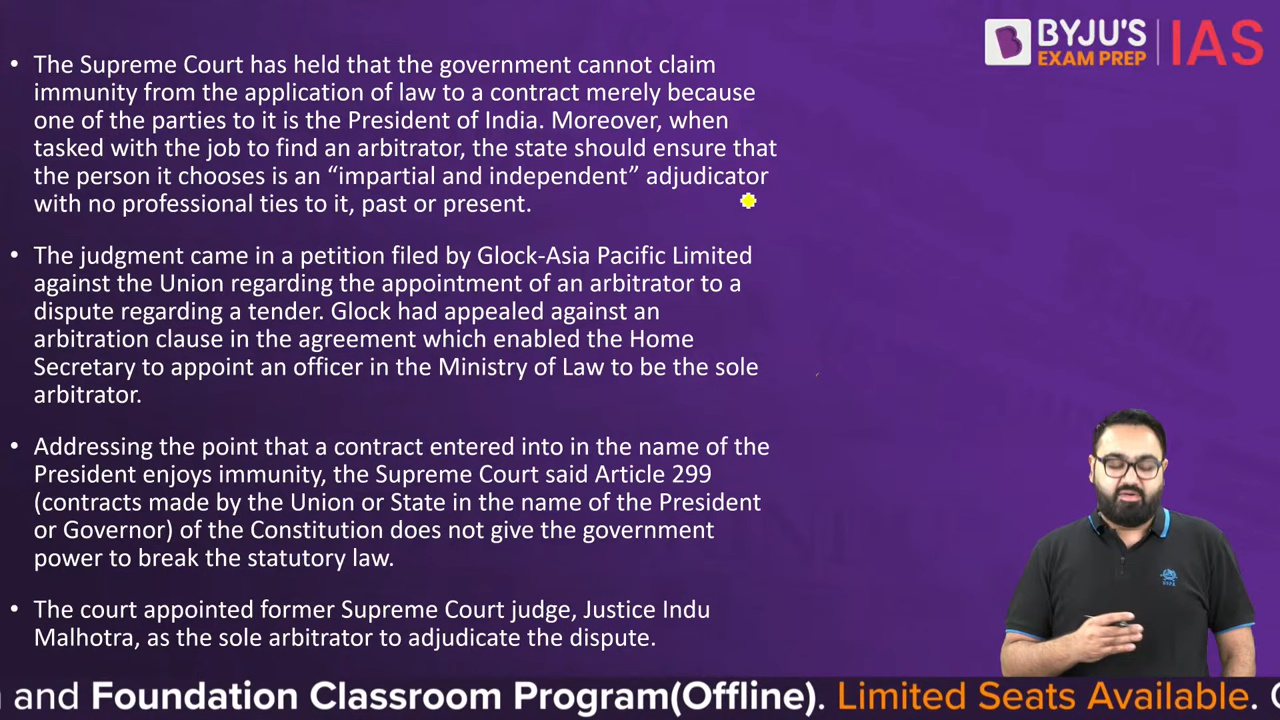 BYJU'S
EXAM PREP
IAS
• The Supreme Court has held that the government cannot claim
immunity from the application of law to a contract merely because
one of the parties to it is the President of India. Moreover, when
tasked with the job to find an arbitrator, the state should ensure that
the person it chooses is an “impartial and independent” adjudicator
with no professional ties to it, past or present.
• The judgment came in a petition filed by Glock-Asia Pacific Limited
against the Union regarding the appointment of an arbitrator to a
dispute regarding a tender. Glock had appealed against an
arbitration clause in the agreement which enabled the Home
Secretary to appoint an officer in the Ministry of Law to be the sole
arbitrator.
• Addressing the point that a contract entered into in the name of the
President enjoys immunity, the Supreme Court said Article 299
(contracts made by the Union or State in the name of the President
or Governor) of the Constitution does not give the government
power to break the statutory law.
• The court appointed former Supreme Court judge, Justice Indu
Malhotra, as the sole arbitrator to adjudicate the dispute.
and Foundation Classroom Program(Offline). Limited Seats Available.